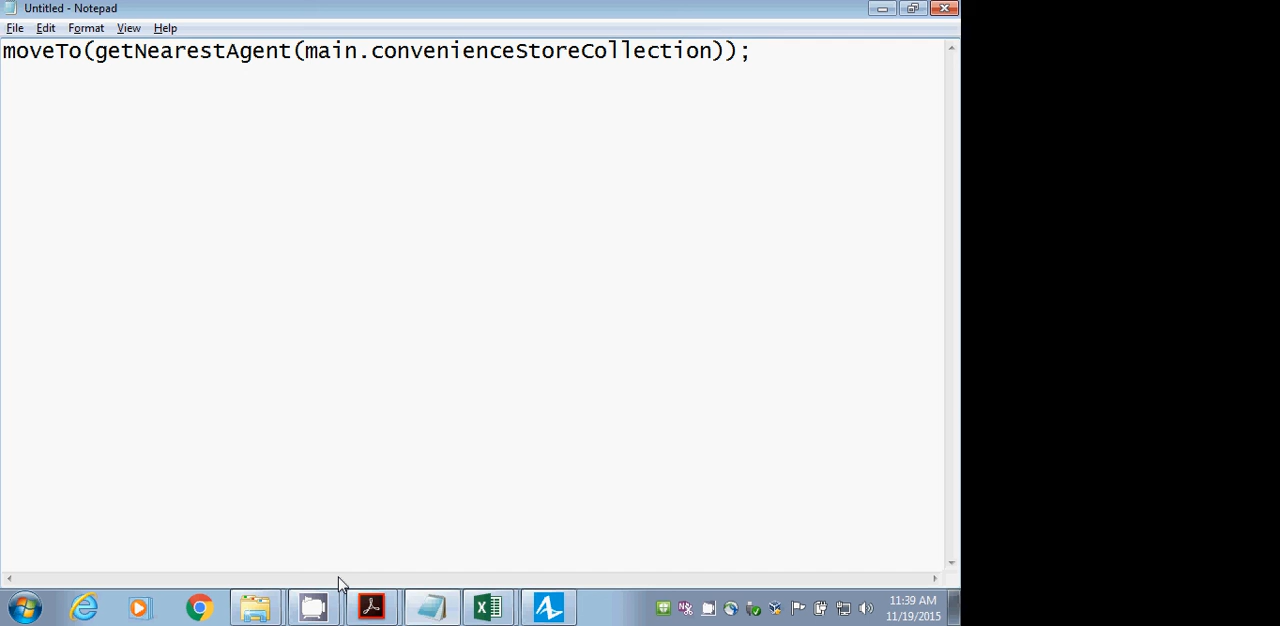 Untitled - Notepad
File Edit Format View Help
moveTo(getNearestAgent(main.convenienceStoreCollection));
11:39 AM
11/19/2015